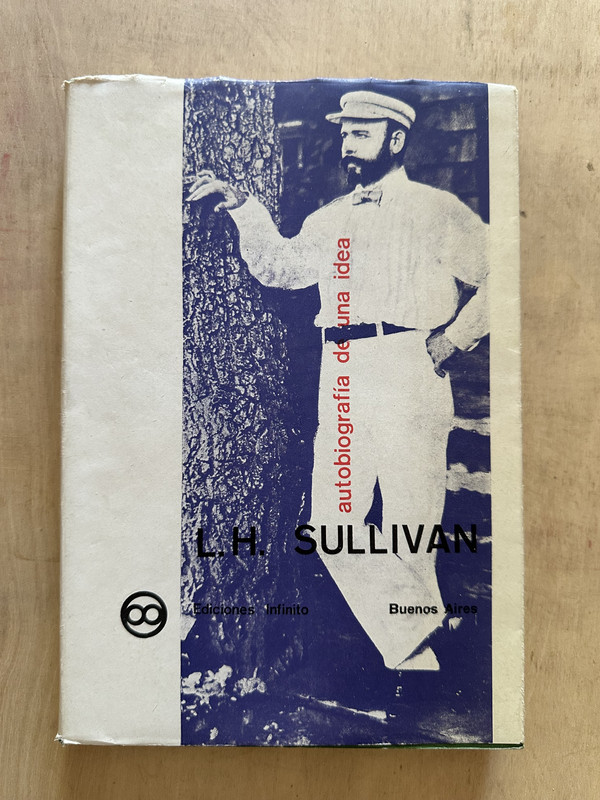 autobiografía de una idea
L.H. SULLIVAN
Ediciones Infinito Buenos Aires